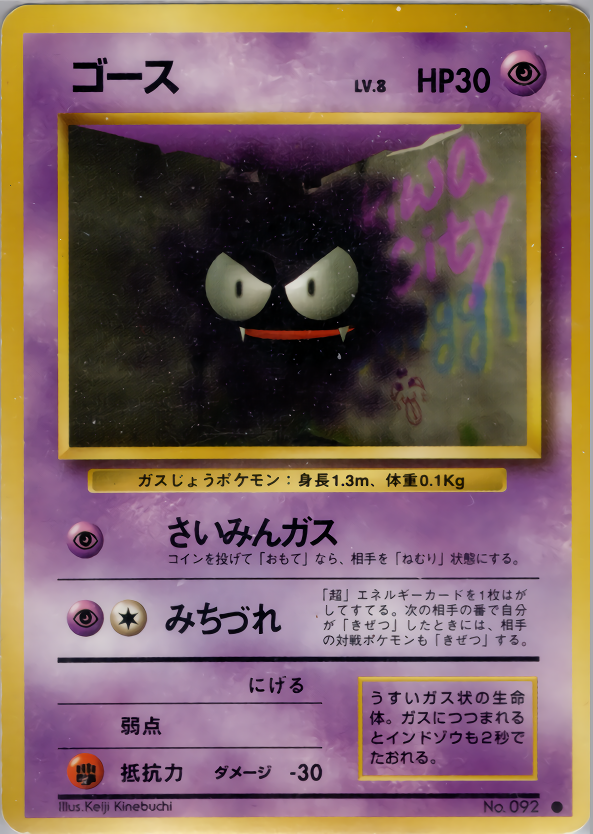 ゴース
LV.8 HP30
wa
City
ggl
ガスじょうポケモン：身長1.3m、体重0.1Kg
さいみんガス
コインを投げて「おもて」なら、相手を「ねむり」状態にする。
みちづれ
「超」エネルギーカードを1枚はが
してすてる。次の相手の番で自分
が「きぜつ」したときには、相手
の対戦ポケモンも「きぜつ」する。
にげる
弱点
抵抗力 ダメージ -30
うすいガス状の生命
体。ガスにつつまれる
とインドゾウも2秒で
たおれる。
Illus.Keiji Kinebuchi
No. 092